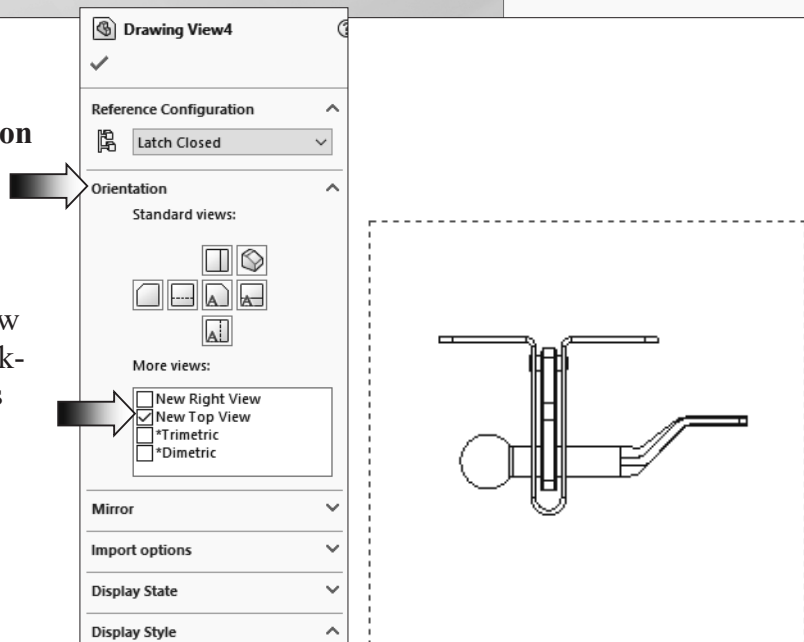 Drawing View4
Reference Configuration
on
Latch Closed
Orientation
Standard views:
A
A
A
More views:
w
k-
s
New Right View
New Top View
*Trimetric
*Dimetric
Mirror
Import options
Display State
Display Style